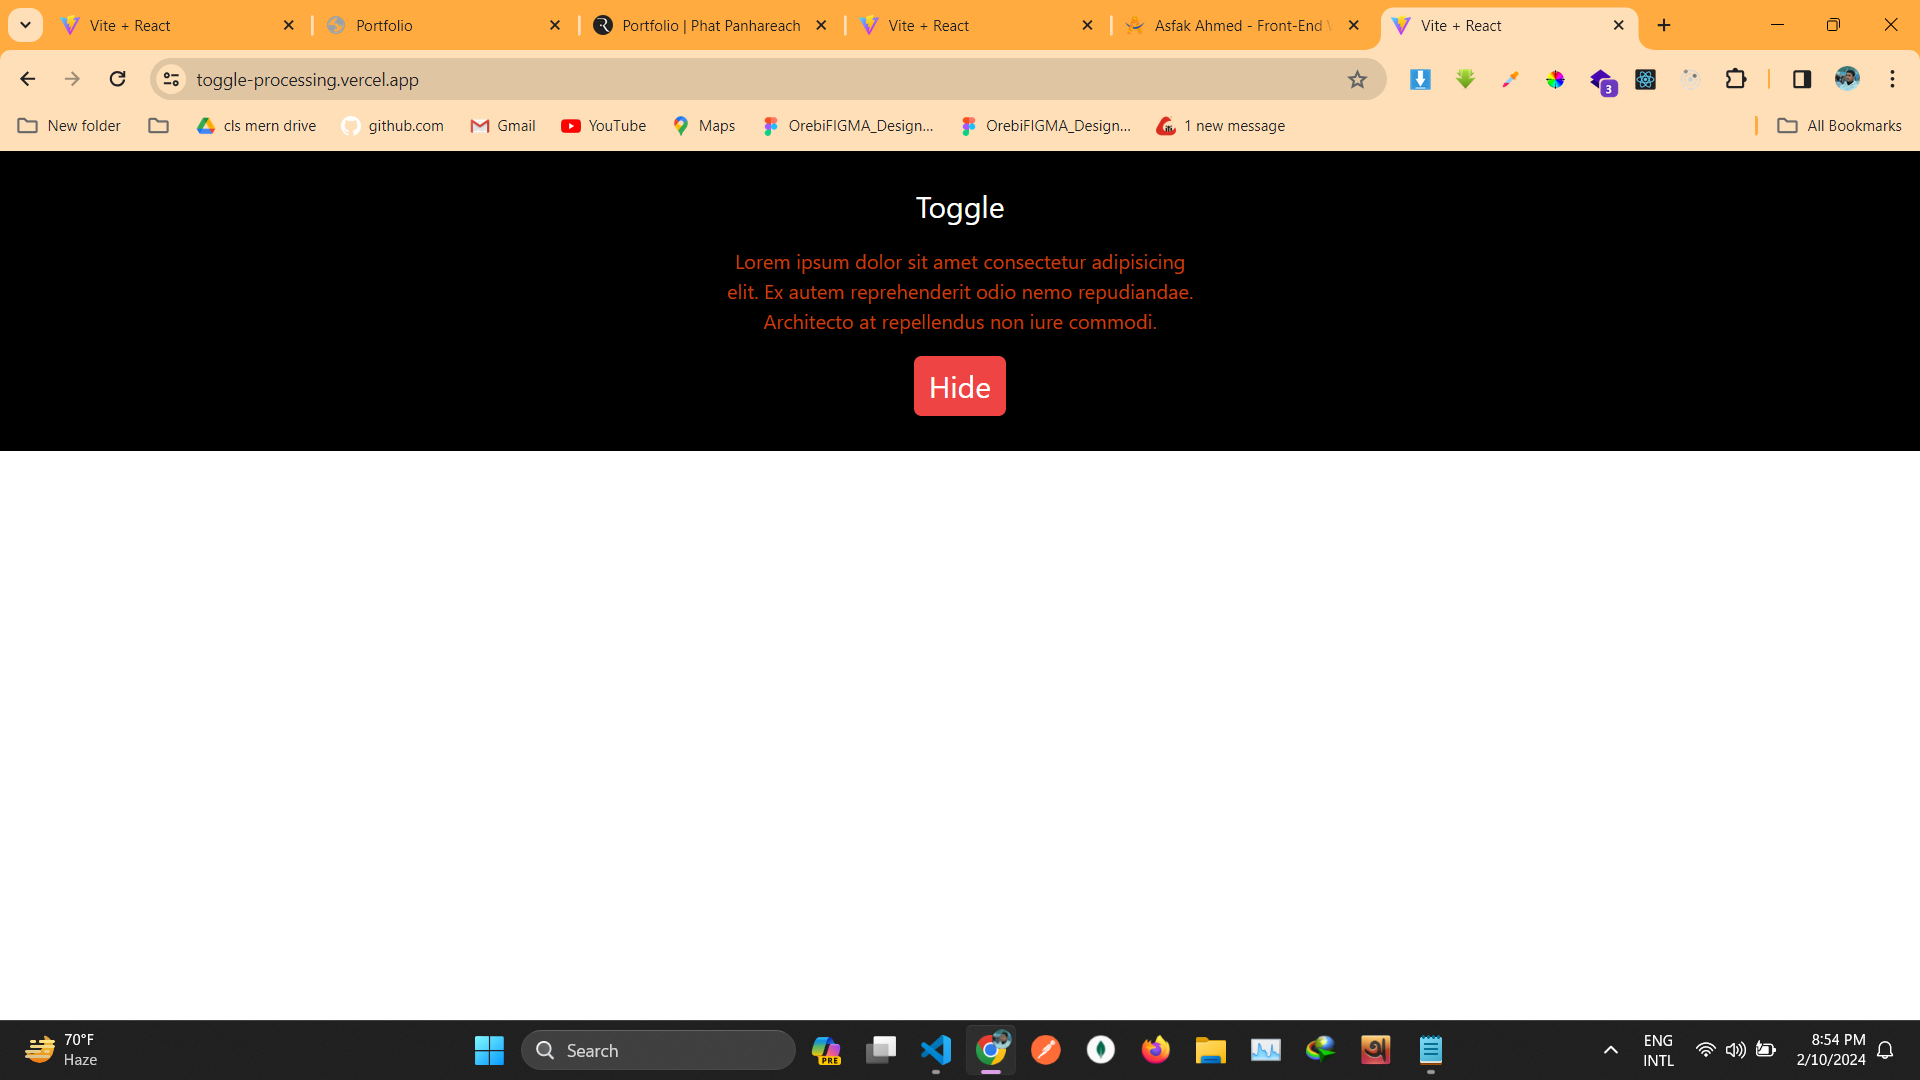 Vite + React
Portfolio
Portfolio | Phat Panhareach
Vite + React
Asfak Ahmed - Front-End
Vite + React
toggle-processing.vercel.app
3
New folder
cls mern drive
github.com
Gmail
YouTube
Maps
OrebiFIGMA_Design...
OrebiFIGMA_Design...
1 new message
All Bookmarks
Toggle
Lorem ipsum dolor sit amet consectetur adipisicing
elit. Ex autem reprehenderit odio nemo repudiandae.
Architecto at repellendus non iure commodi.
Hide
70°F
Haze
Search
PRE
ENG
INTL
8:54 PM
2/10/2024